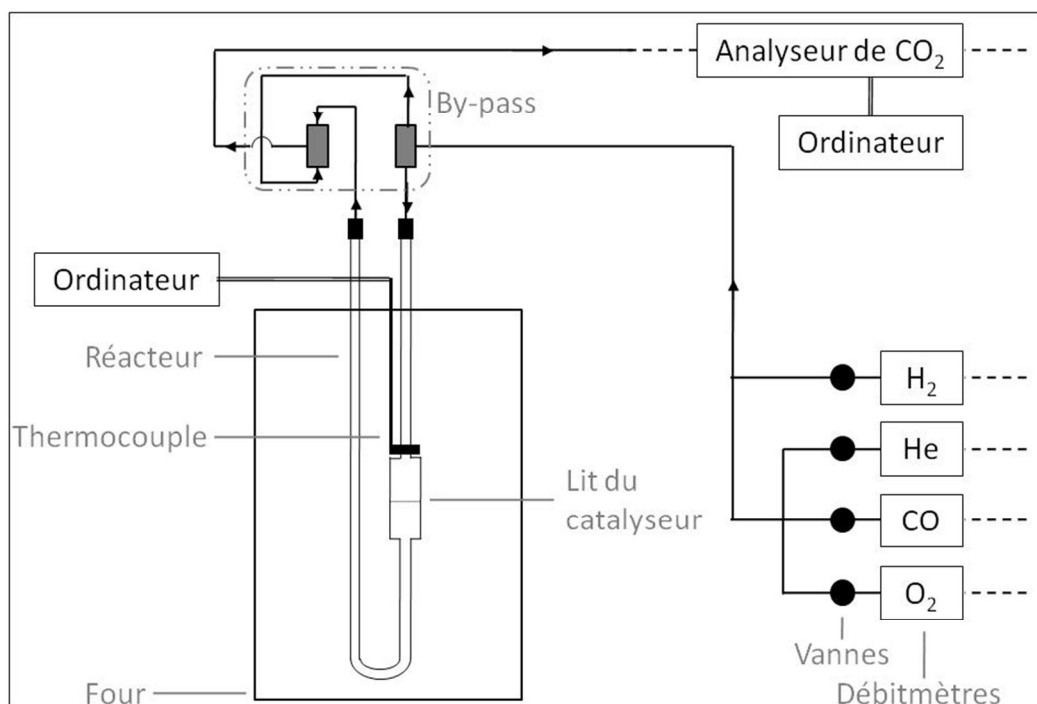 Analyseur de CO₂
By-pass
Ordinateur
Ordinateur
Réacteur
H₂
Thermocouple
He
Lit du
catalyseur
CO
O₂
Vannes
Four
Débitmètres